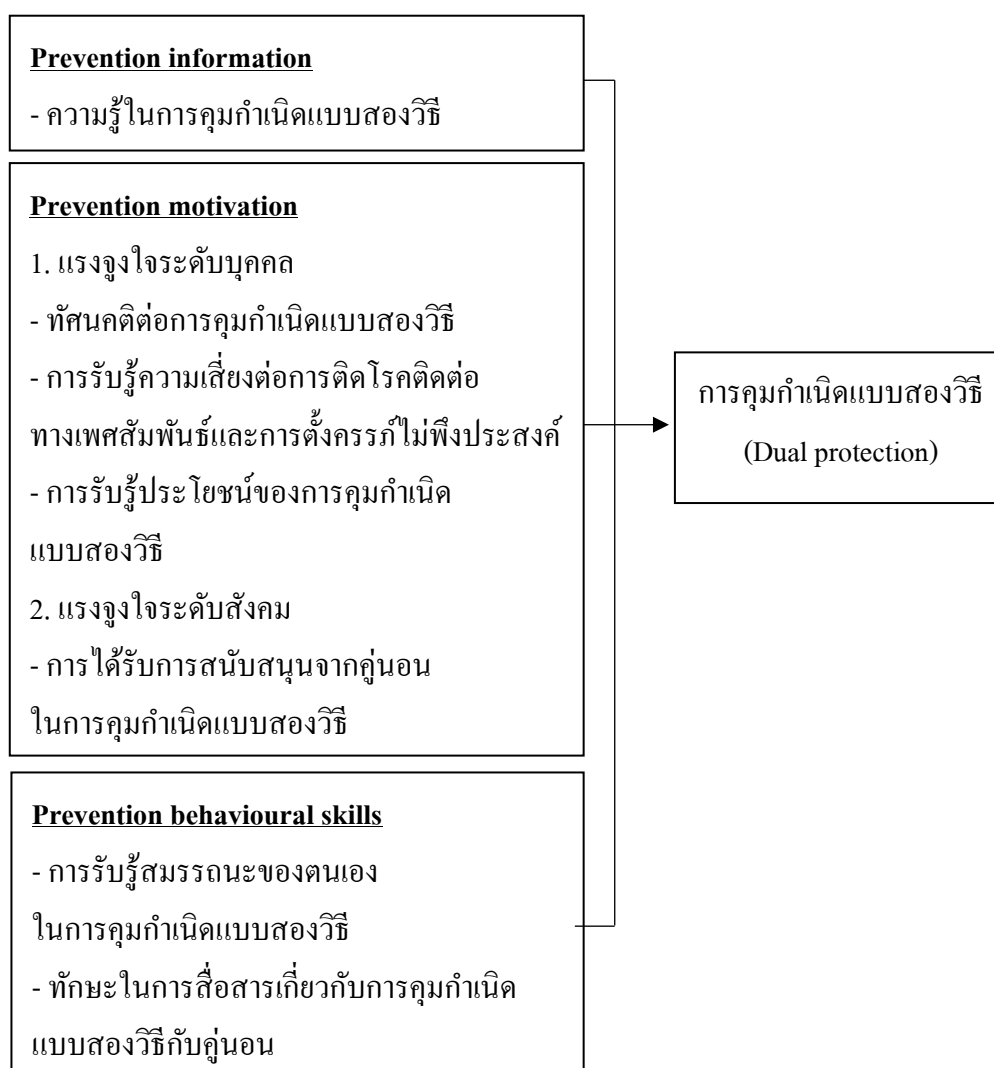 Prevention information
- ความรู้ในการคุมกำเนิดแบบสองวิธี
Prevention motivation
1. แรงจูงใจระดับบุคคล
- ทัศนคติต่อการคุมกำเนิดแบบสองวิธี
- การรับรู้ความเสี่ยงต่อการติดโรคติดต่อ
ทางเพศสัมพันธ์และการตั้งครรภ์ไม่พึงประสงค์
- การรับรู้ประโยชน์ของการคุมกำเนิด
แบบสองวิธี
2. แรงจูงใจระดับสังคม
- การได้รับการสนับสนุนจากคู่นอน
ในการคุมกำเนิดแบบสองวิธี
Prevention behavioural skills
- การรับรู้สมรรถนะของตนเอง
ในการคุมกำเนิดแบบสองวิธี
- ทักษะในการสื่อสารเกี่ยวกับการคุมกำเนิด
แบบสองวิธีกับคู่นอน
การคุมกำเนิดแบบสองวิธี
(Dual protection)